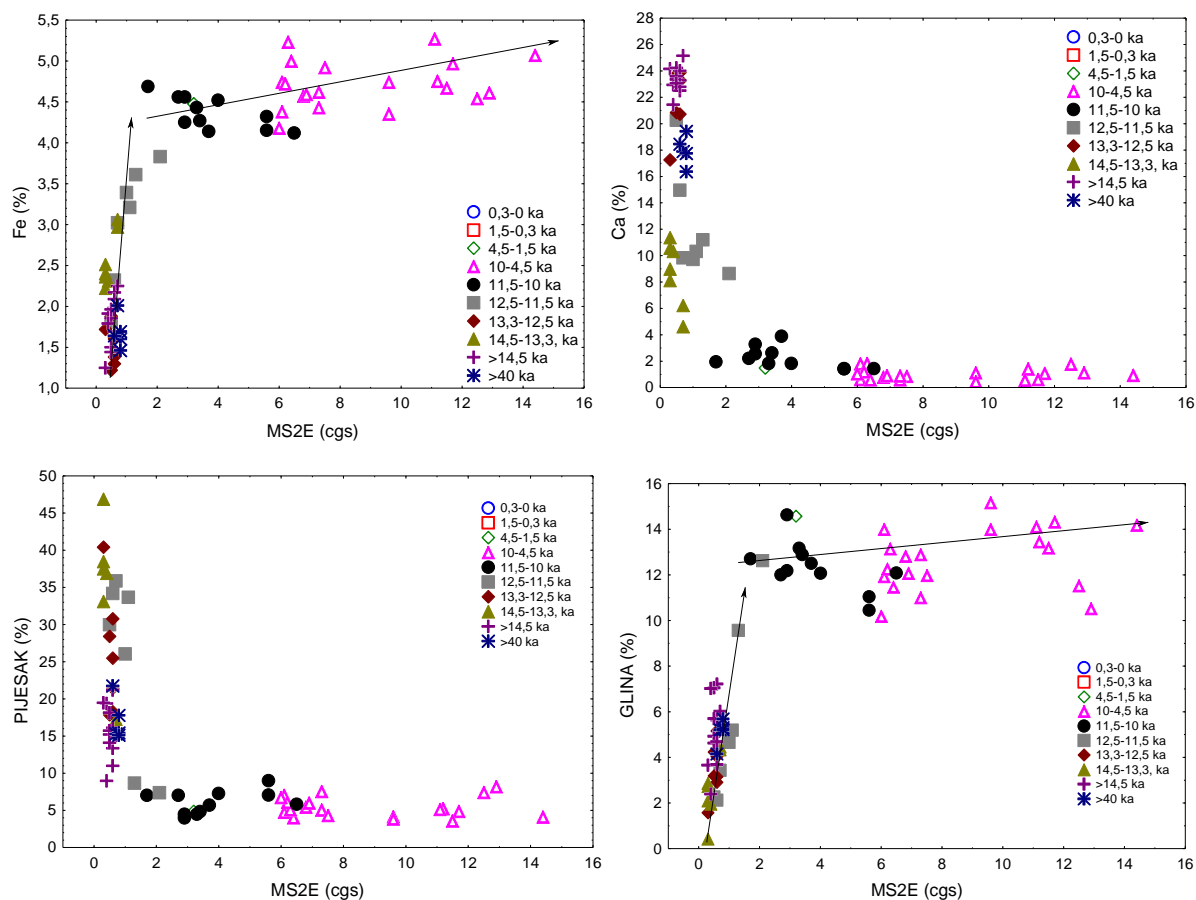 5,5
5,0
4,5
4,0
3,5
3,0
2,5
2,0
1,5
1,0
Fe (%)
0 2 4 6 8 10 12 14 16
MS2E (cgs)
0,3-0 ka
1,5-0,3 ka
4,5-1,5 ka
10-4,5 ka
11,5-10 ka
12,5-11,5 ka
13,3-12,5 ka
14,5-13,3, ka
>14,5 ka
>40 ka
28
26
24
22
20
18
16
14
12
10
8
6
4
2
0
Ca (%)
0 2 4 6 8 10 12 14 16
MS2E (cgs)
0,3-0 ka
1,5-0,3 ka
4,5-1,5 ka
10-4,5 ka
11,5-10 ka
12,5-11,5 ka
13,3-12,5 ka
14,5-13,3, ka
>14,5 ka
>40 ka
50
45
40
35
30
25
20
15
10
5
0
PIJESAK (%)
0 2 4 6 8 10 12 14 16
MS2E (cgs)
0,3-0 ka
1,5-0,3 ka
4,5-1,5 ka
10-4,5 ka
11,5-10 ka
12,5-11,5 ka
13,3-12,5 ka
14,5-13,3, ka
>14,5 ka
>40 ka
16
14
12
10
8
6
4
2
0
GLINA (%)
0 2 4 6 8 10 12 14 16
MS2E (cgs)
0,3-0 ka
1,5-0,3 ka
4,5-1,5 ka
10-4,5 ka
11,5-10 ka
12,5-11,5 ka
13,3-12,5 ka
14,5-13,3, ka
>14,5 ka
>40 ka